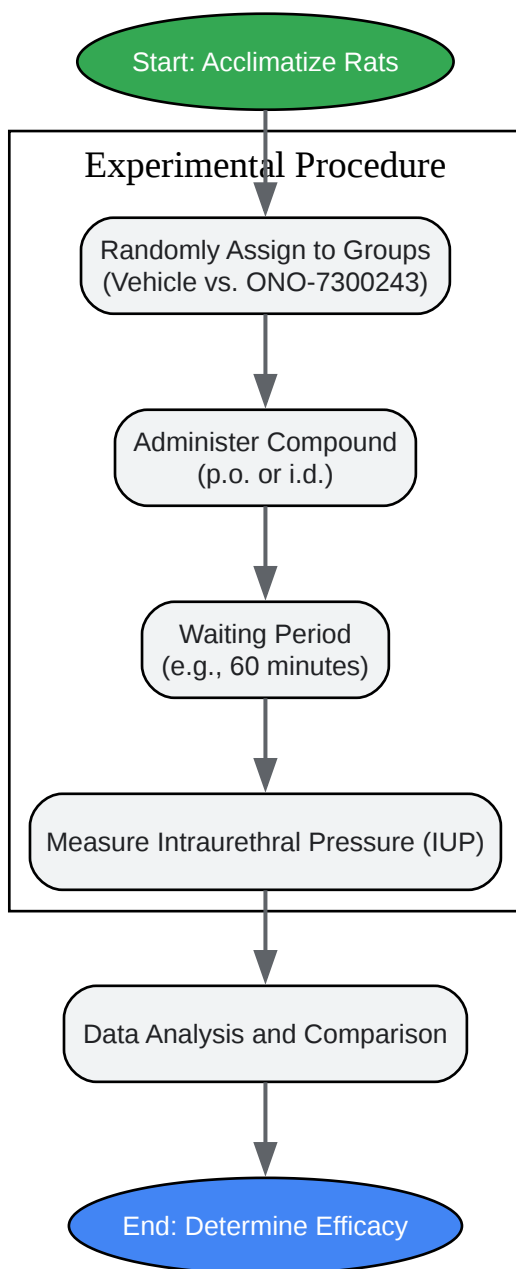 Start: Acclimatize Rats
Experimental Procedure
Randomly Assign to Groups
(Vehicle vs. ONO-7300243)
Administer Compound
(p.o. or i.d.)
Waiting Period
(e.g., 60 minutes)
Measure Intraurethral Pressure (IUP)
Data Analysis and Comparison
End: Determine Efficacy